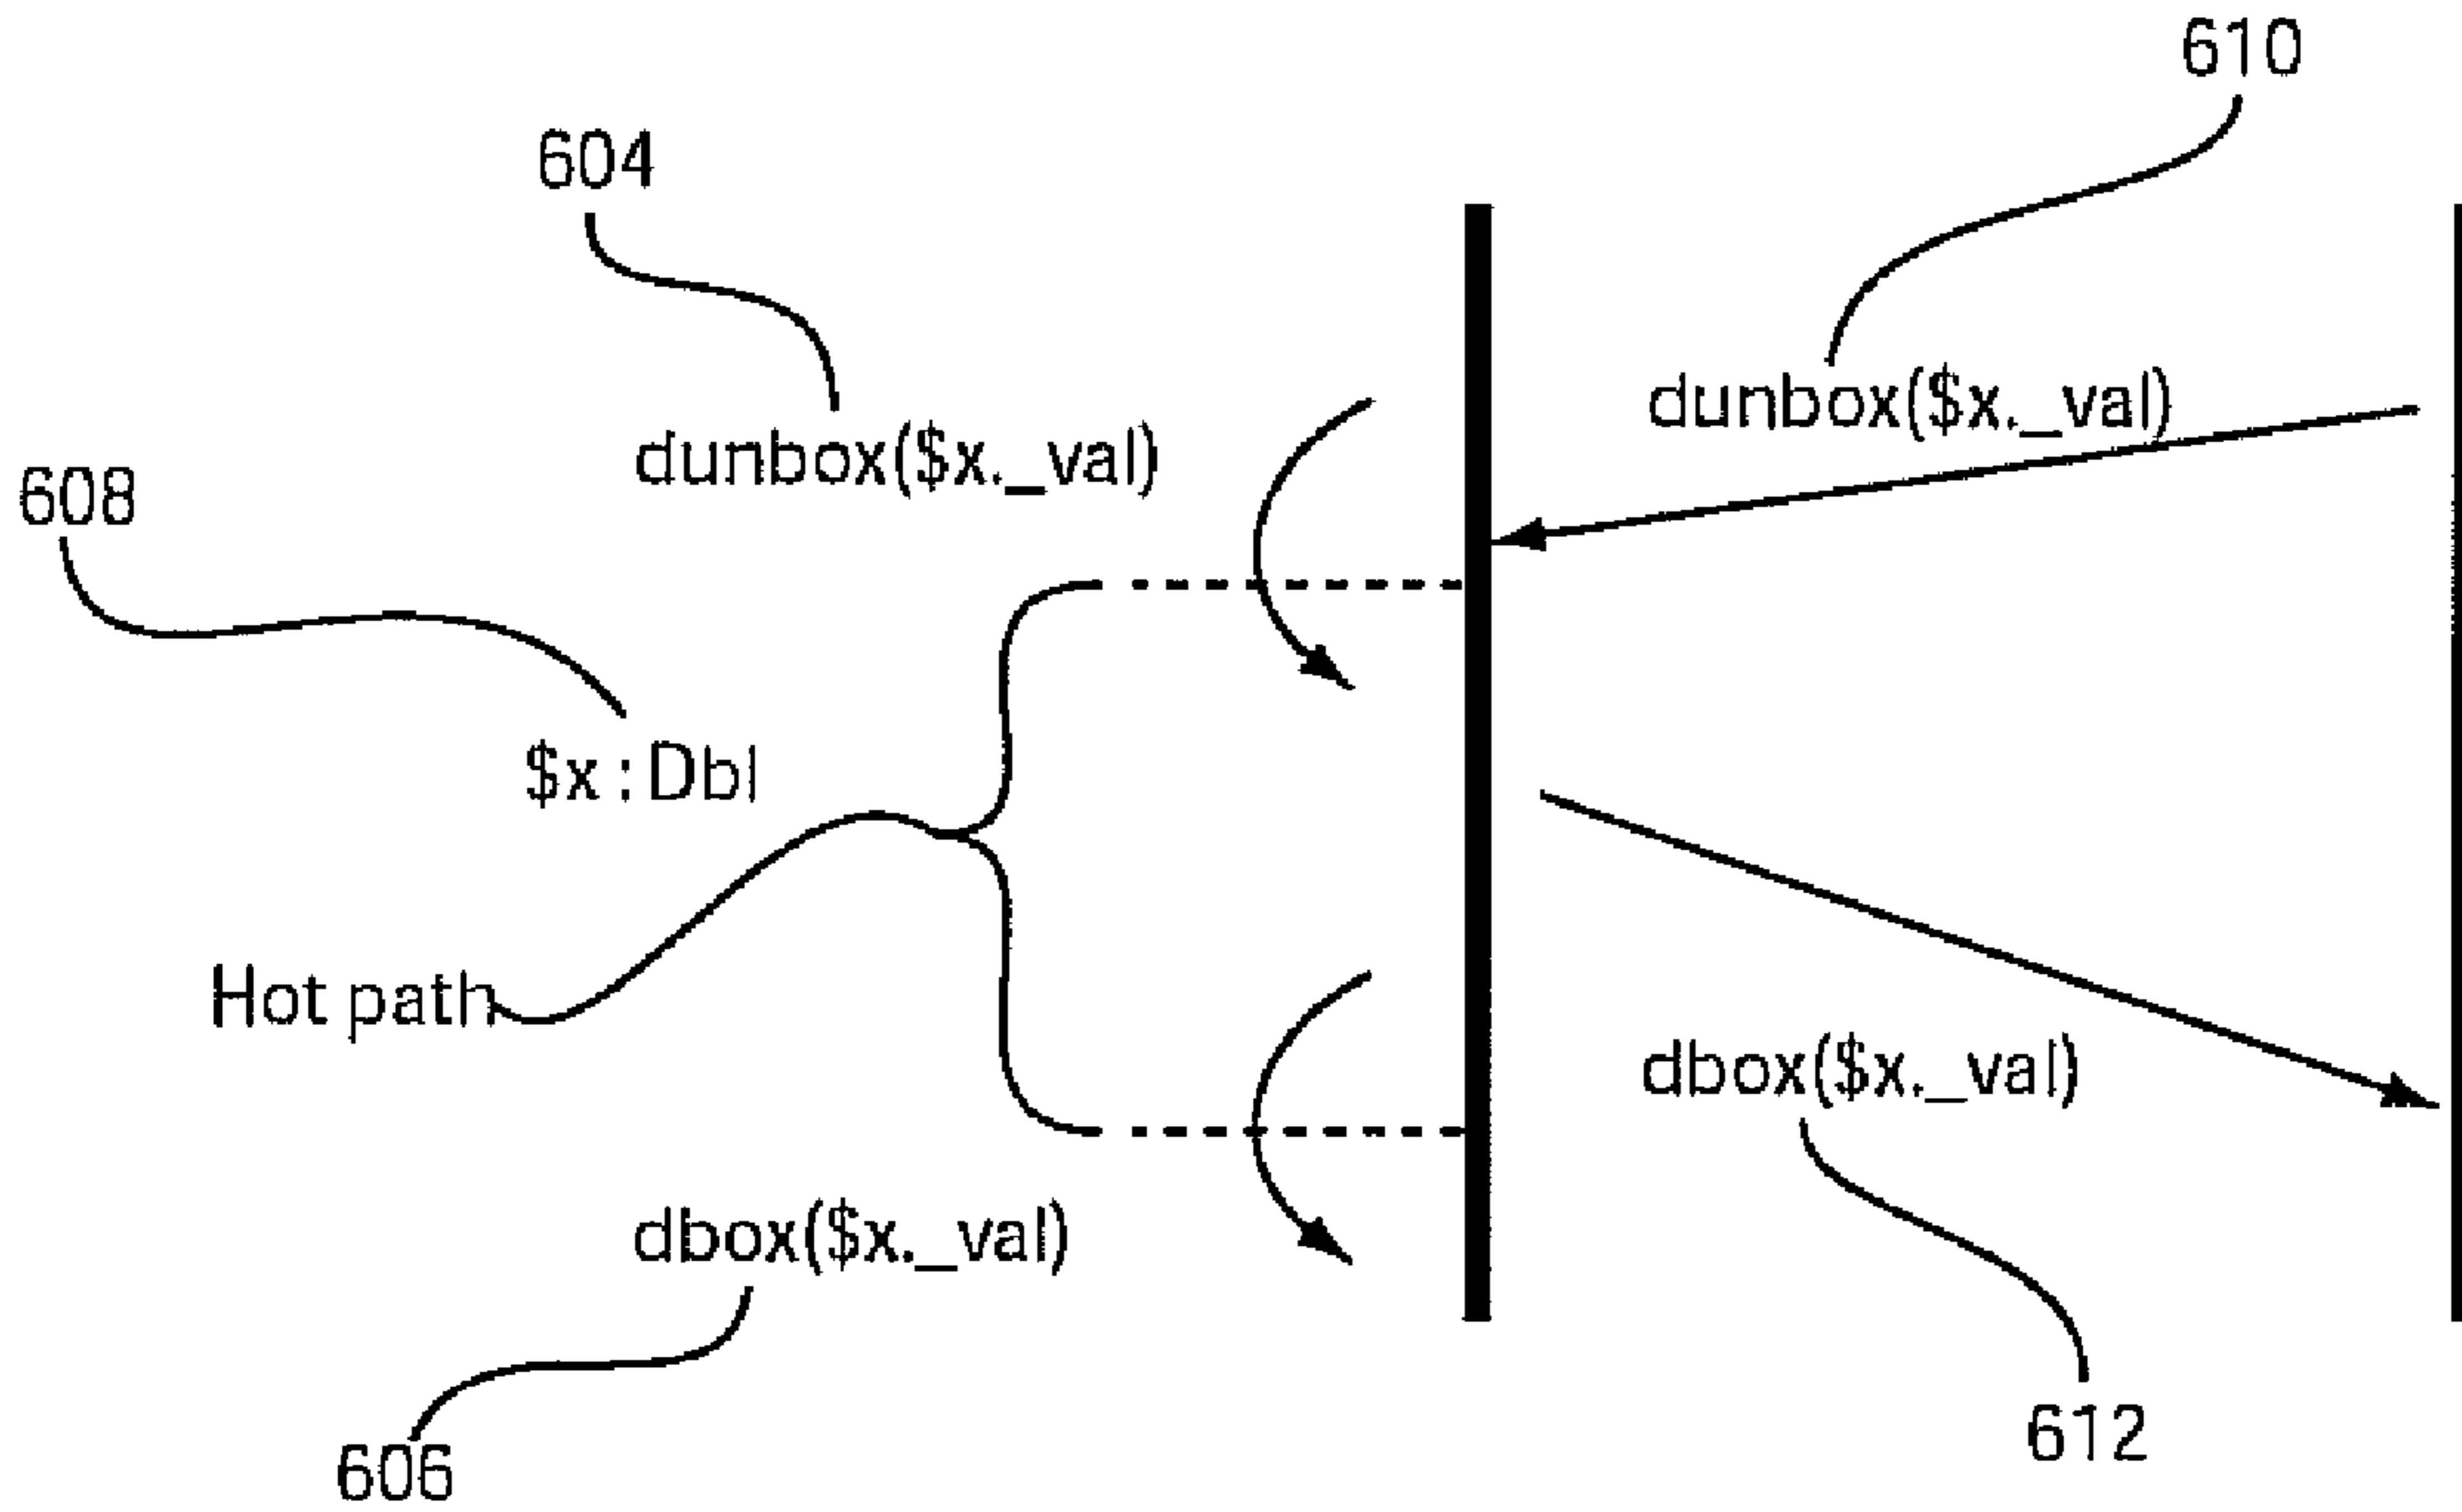 610
604
dunbox($x._val)
dunbox($x._val)
608
$x : Dbl
Hot path
dbox($x._val)
dbox($x._val)
612
606